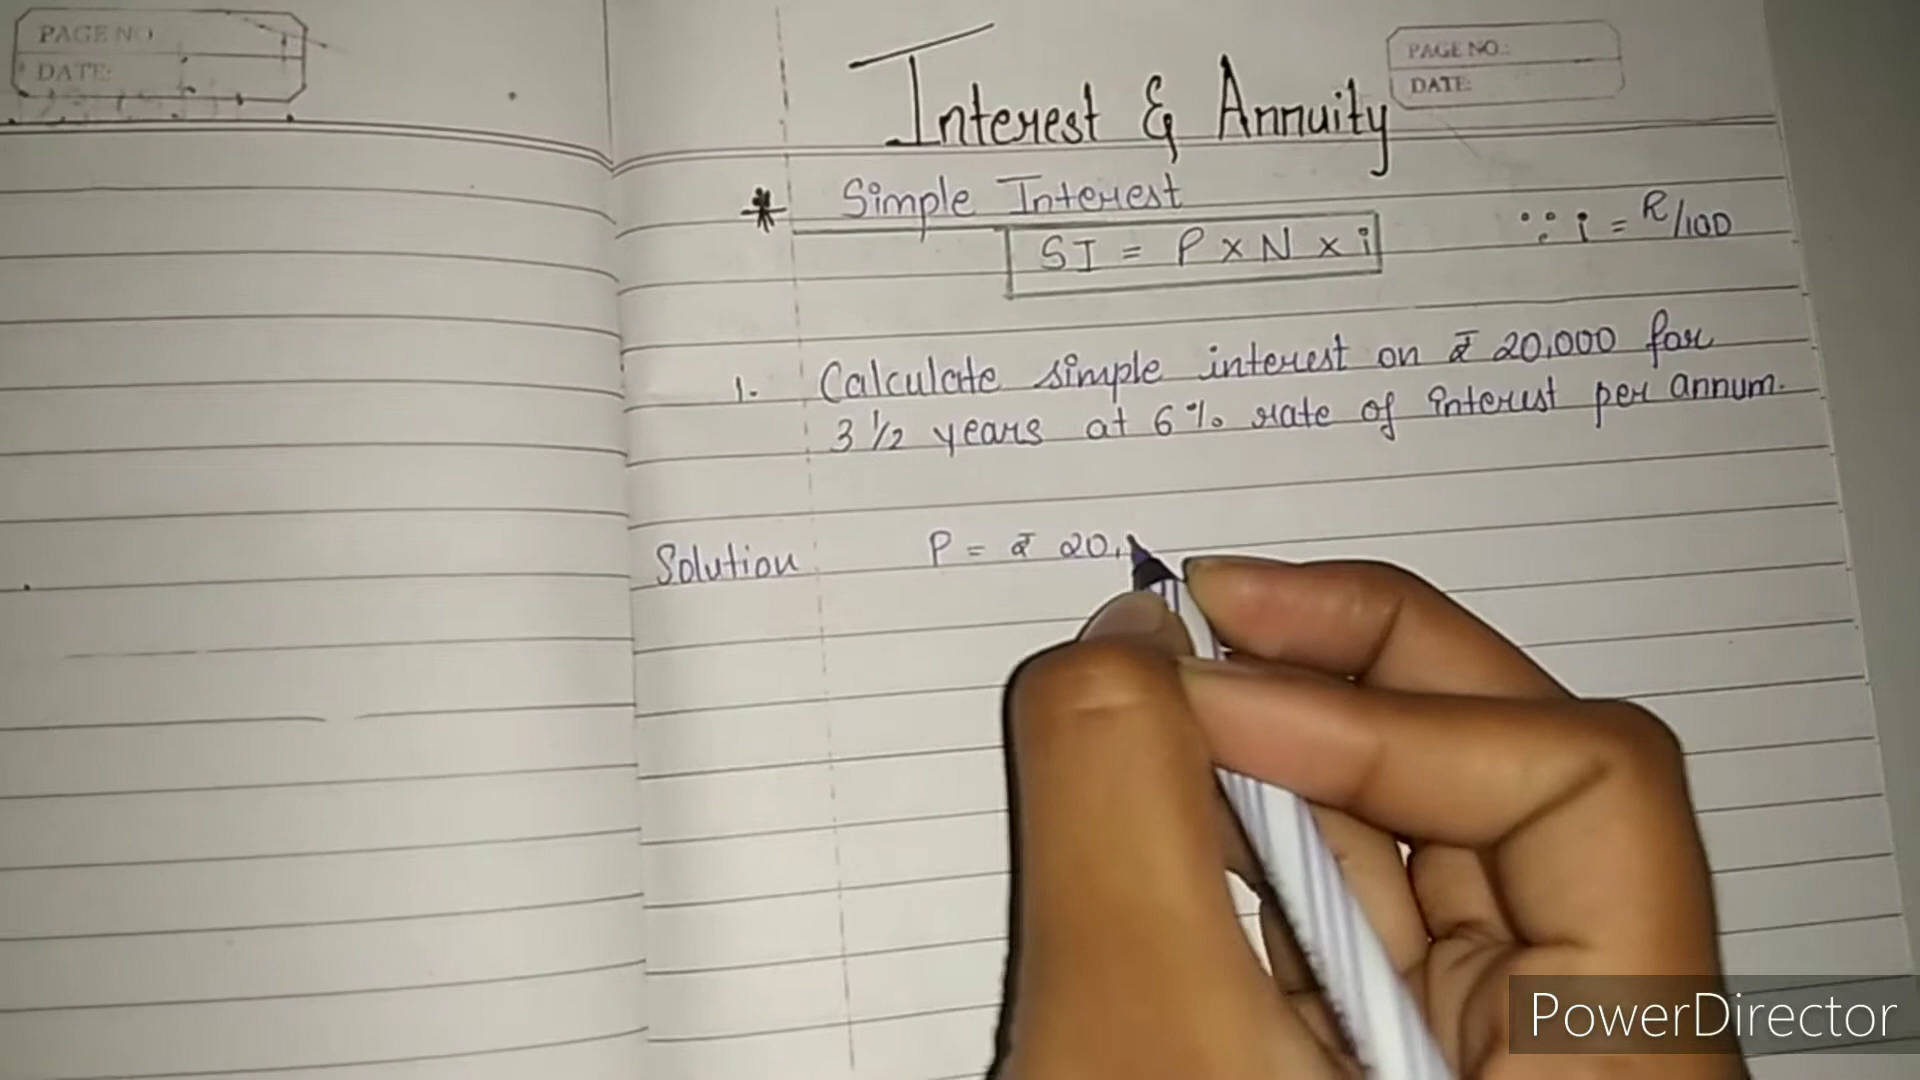 PAGE NO
DATE:
PAGE NO.:
DATE:
Interest & Annuity
* Simple Interest
SI = P x N x i
∵ i = R/100
1. Calculate simple interest on ₹ 20,000 for
3 1/2 years at 6% rate of interest per annum.
Solution P = ₹ 20,
PowerDirector